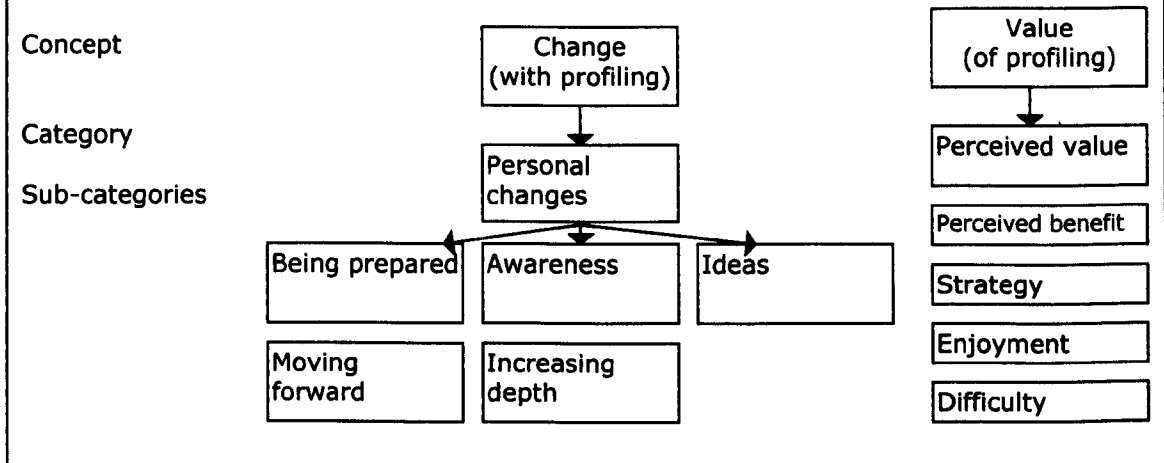 Concept
Change
(with profiling)
Value
(of profiling)
Category
Personal
changes
Perceived value
Sub-categories
Perceived benefit
Being prepared
Awareness
Ideas
Strategy
Moving
forward
Increasing
depth
Enjoyment
Difficulty